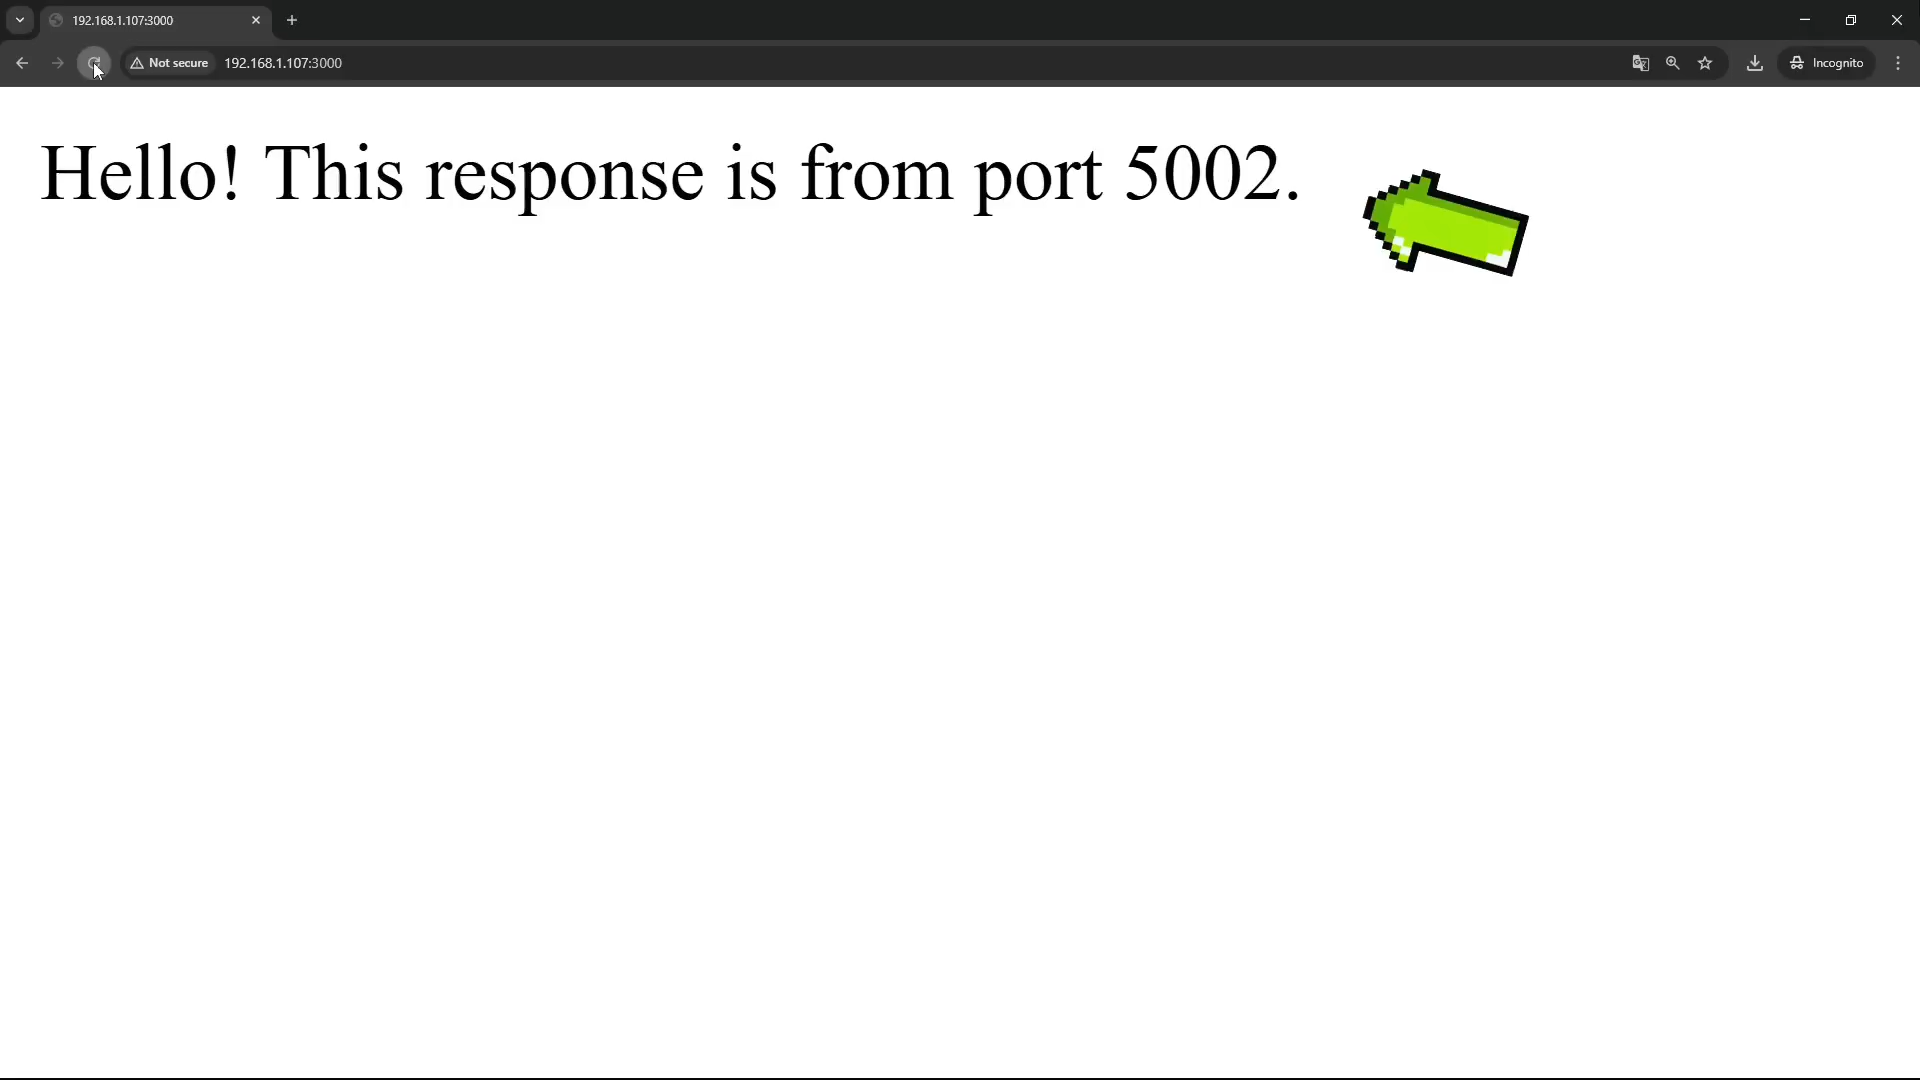 192.168.1.107:3000
Not secure
192.168.1.107:3000
Incognito
Hello! This response is from port 5002.